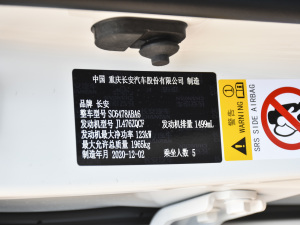 中国 重庆长安汽车股份有限公司 制造
品牌 长安
整车型号 SC6478ABA6
发动机型号 JL476ZQCF 发动机排量 1499mL
发动机最大净功率 123kW
最大允许总质量 1965kg
制造年月 2020-12-02 乘坐人数 5
警告
WARNING
SRS SIDE AIRBAG